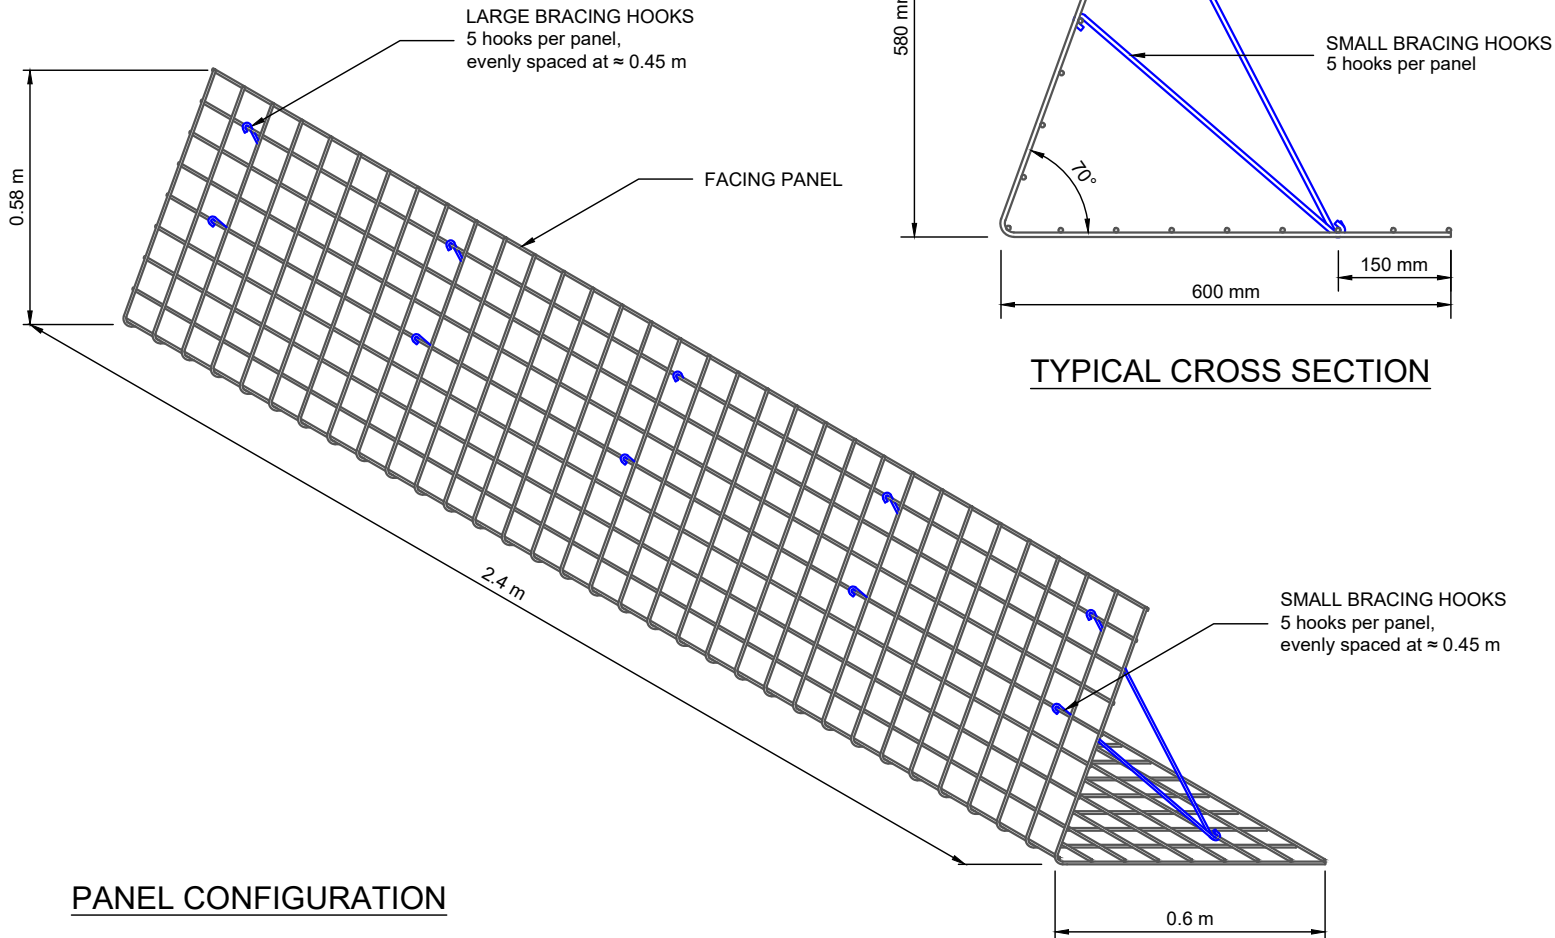 LARGE BRACING HOOKS
5 hooks per panel,
evenly spaced at ≈ 0.45 m
0.58 m
FACING PANEL
2.4 m
SMALL BRACING HOOKS
5 hooks per panel,
evenly spaced at ≈ 0.45 m
0.6 m
PANEL CONFIGURATION
580 mm
SMALL BRACING HOOKS
5 hooks per panel
70°
150 mm
600 mm
TYPICAL CROSS SECTION